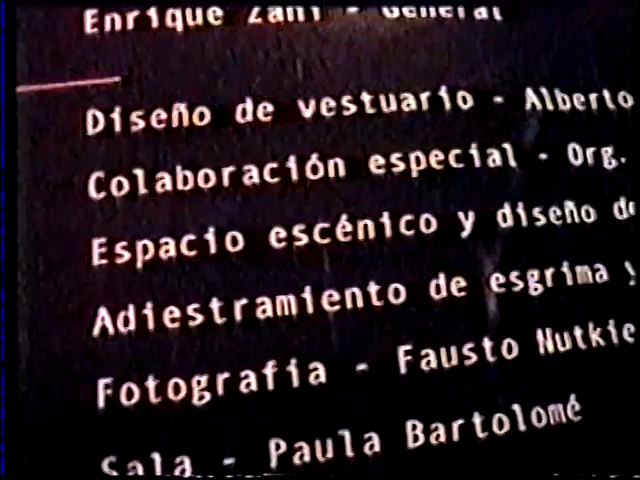 Enrique Zani - General
Diseño de vestuario - Alberto
Colaboración especial - Org.
Espacio escénico y diseño de
Adiestramiento de esgrima y
Fotografía - Fausto
Sala - Paula Bartolomé